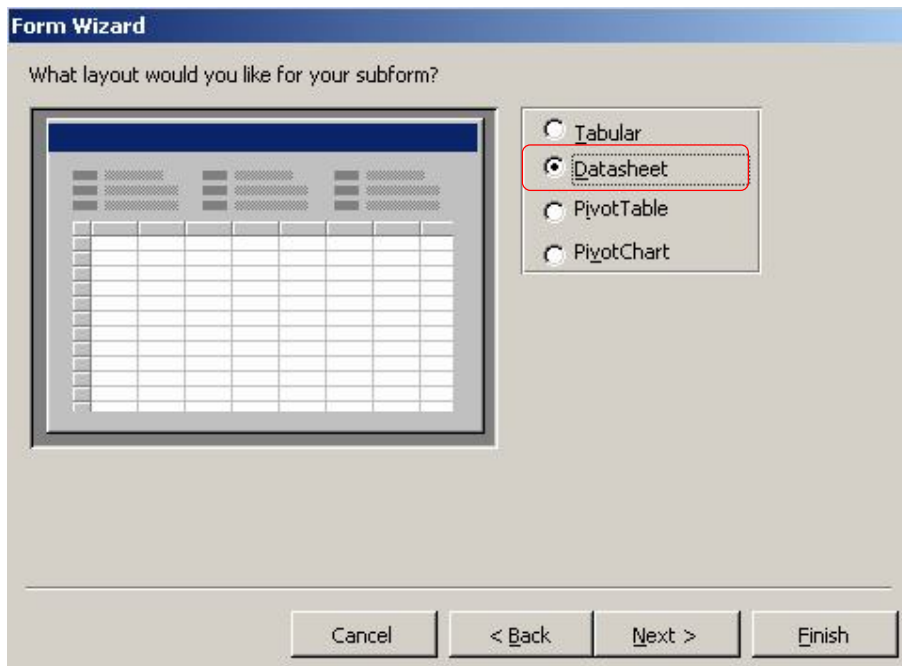 Form Wizard
What layout would you like for your subform?
Tabular
Datasheet
PivotTable
PivotChart
Cancel
< Back
Next >
Finish